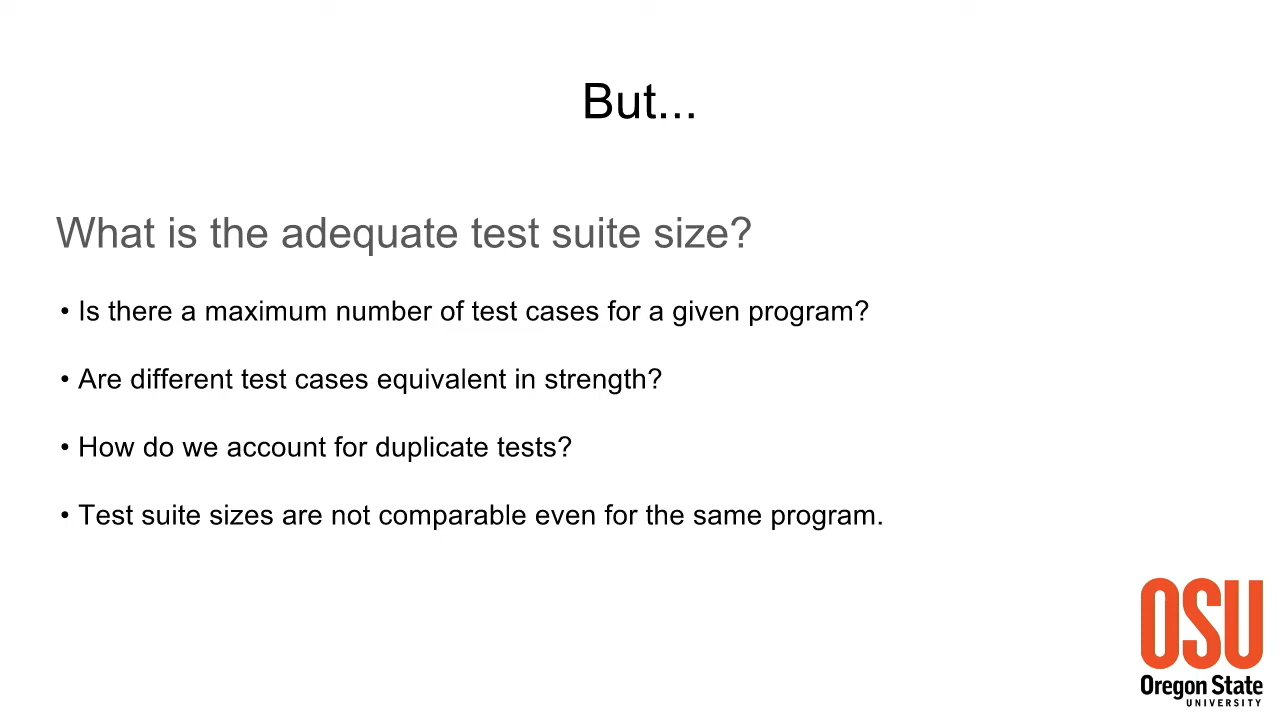 But...
What is the adequate test suite size?
• Is there a maximum number of test cases for a given program?
• Are different test cases equivalent in strength?
• How do we account for duplicate tests?
• Test suite sizes are not comparable even for the same program.
OSU
Oregon State
UNIVERSITY